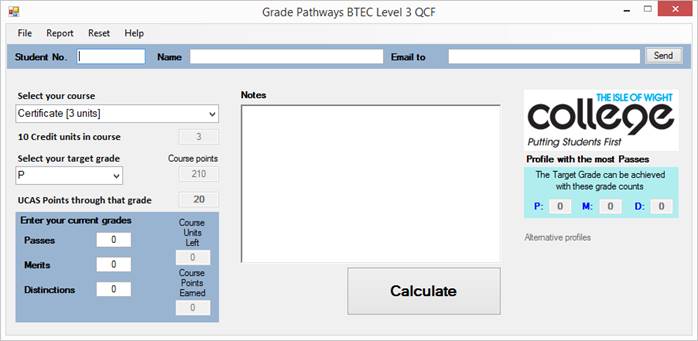 Grade Pathways BTEC Level 3 QCF
File Report Reset Help
Student No. Name Email to Send
Select your course
Certificate [3 units]
10 Credit units in course 3
Select your target grade Course points
P 210
UCAS Points through that grade 20
Enter your current grades
Passes 0
Merits 0
Distinctions 0
Course
Units
Left
0
Course
Points
Earned
0
Notes
Calculate
THE ISLE OF WIGHT
college
Putting Students First
Profile with the most Passes
The Target Grade can be achieved
with these grade counts
P: 0 M: 0 D: 0
Alternative profiles